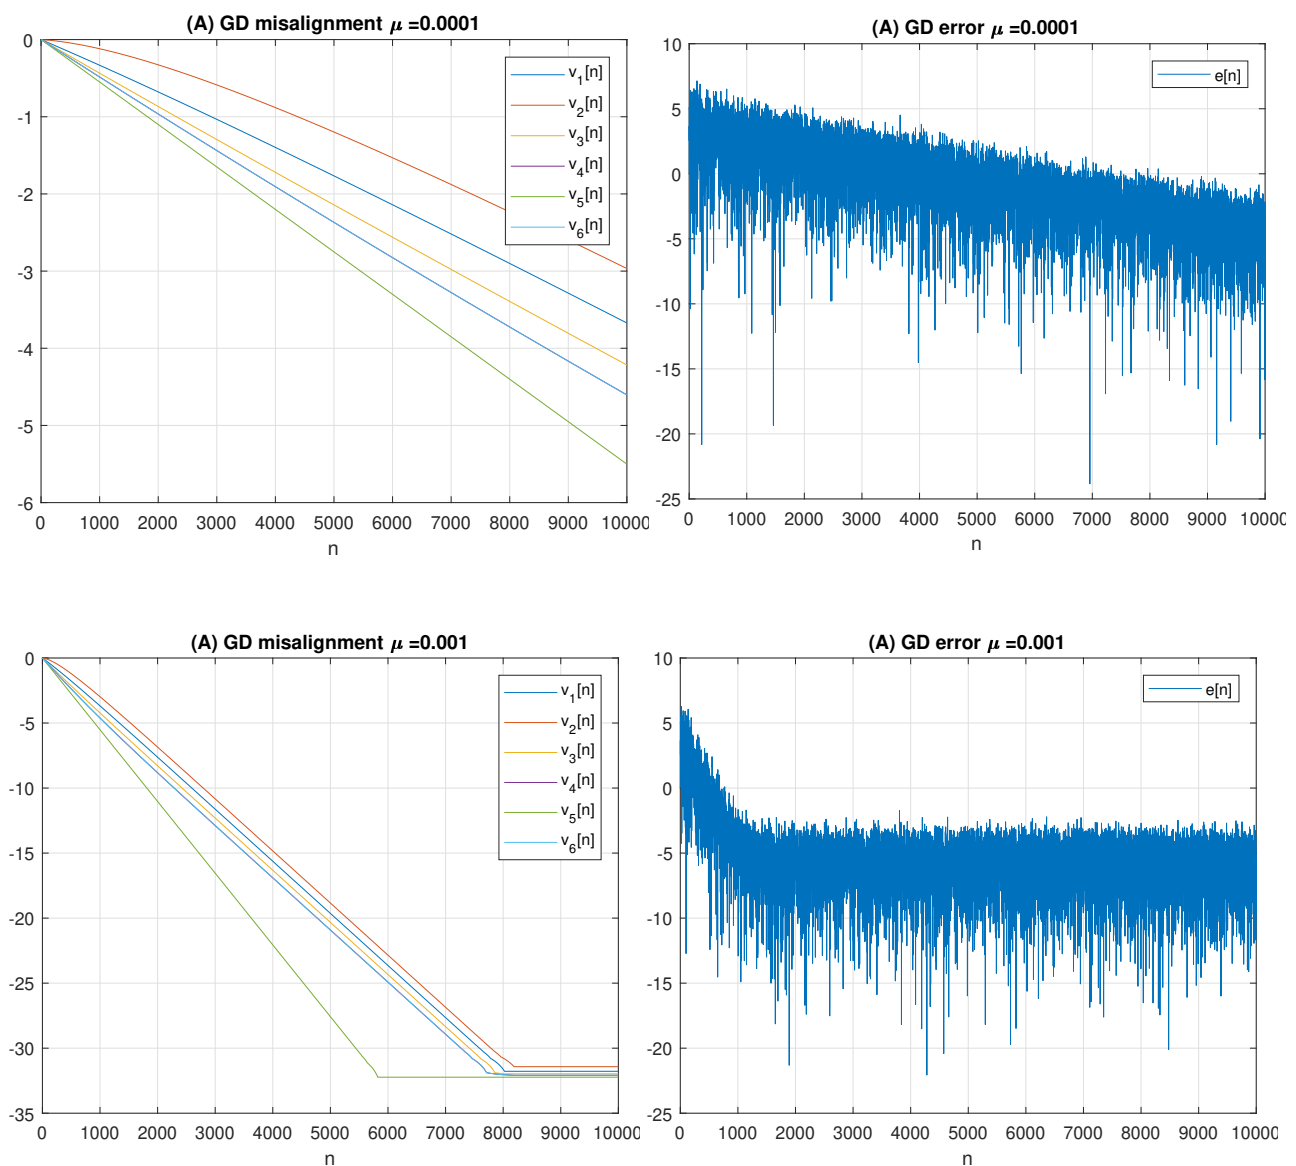 (A) GD misalignment μ =0.0001
0
-1
-2
-3
-4
-5
-6
v1[n]
v2[n]
v3[n]
v4[n]
v5[n]
v6[n]
0 1000 2000 3000 4000 5000 6000 7000 8000 9000 10000
n
(A) GD error μ =0.0001
10
5
0
-5
-10
-15
-20
-25
e[n]
0 1000 2000 3000 4000 5000 6000 7000 8000 9000 10000
n
(A) GD misalignment μ =0.001
0
-5
-10
-15
-20
-25
-30
-35
v1[n]
v2[n]
v3[n]
v4[n]
v5[n]
v6[n]
0 1000 2000 3000 4000 5000 6000 7000 8000 9000 10000
n
(A) GD error μ =0.001
10
5
0
-5
-10
-15
-20
-25
e[n]
0 1000 2000 3000 4000 5000 6000 7000 8000 9000 10000
n